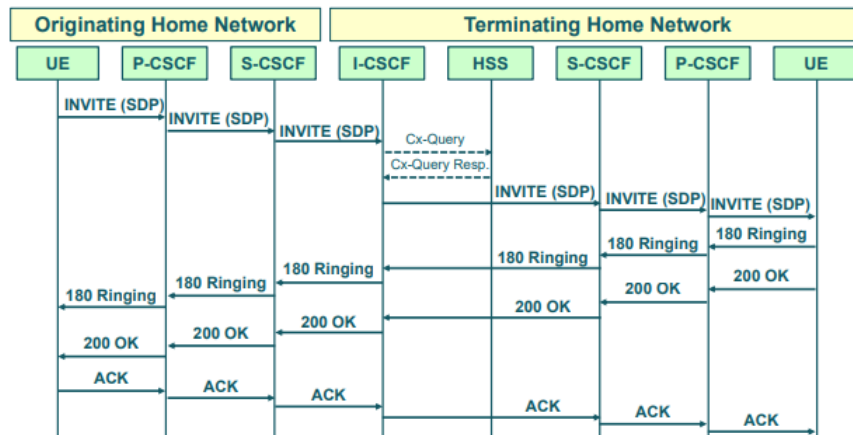 Originating Home Network
Terminating Home Network
UE
P-CSCF
S-CSCF
I-CSCF
HSS
S-CSCF
P-CSCF
UE
INVITE (SDP)
INVITE (SDP)
INVITE (SDP)
Cx-Query
Cx-Query Resp.
INVITE (SDP)
INVITE (SDP)
INVITE (SDP)
180 Ringing
180 Ringing
180 Ringing
180 Ringing
180 Ringing
180 Ringing
200 OK
200 OK
200 OK
200 OK
200 OK
200 OK
ACK
ACK
ACK
ACK
ACK
ACK